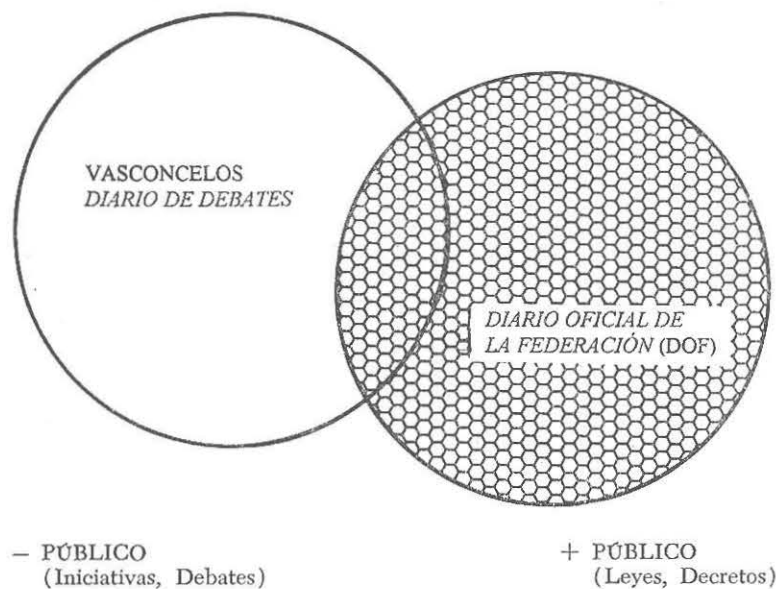 VASCONCELOS
DIARIO DE DEBATES
DIARIO OFICIAL DE
LA FEDERACIÓN (DOF)
— PÚBLICO
(Iniciativas, Debates)
+ PÚBLICO
(Leyes, Decretos)